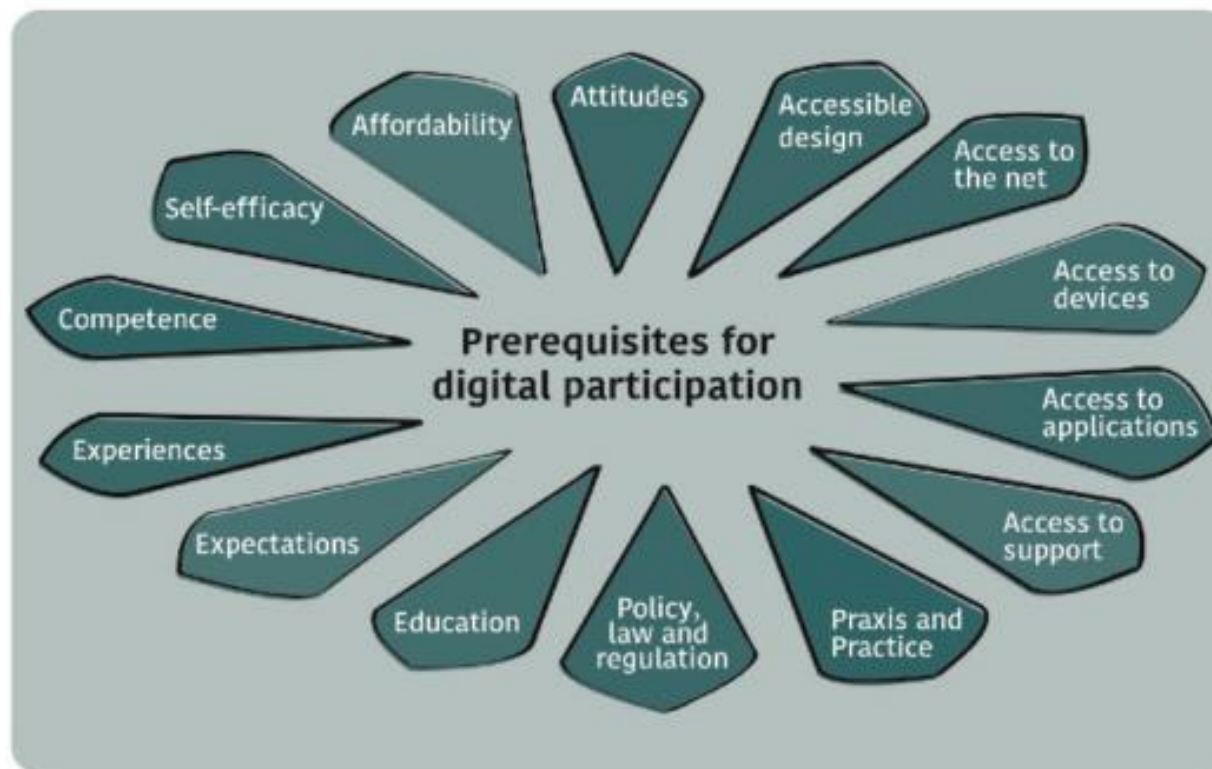 Attitudes
Accessible
design
Access to
the net
Access to
devices
Access to
applications
Access to
support
Praxis and
Practice
Policy,
law and
regulation
Education
Expectations
Experiences
Competence
Self-efficacy
Affordability
Prerequisites for
digital participation